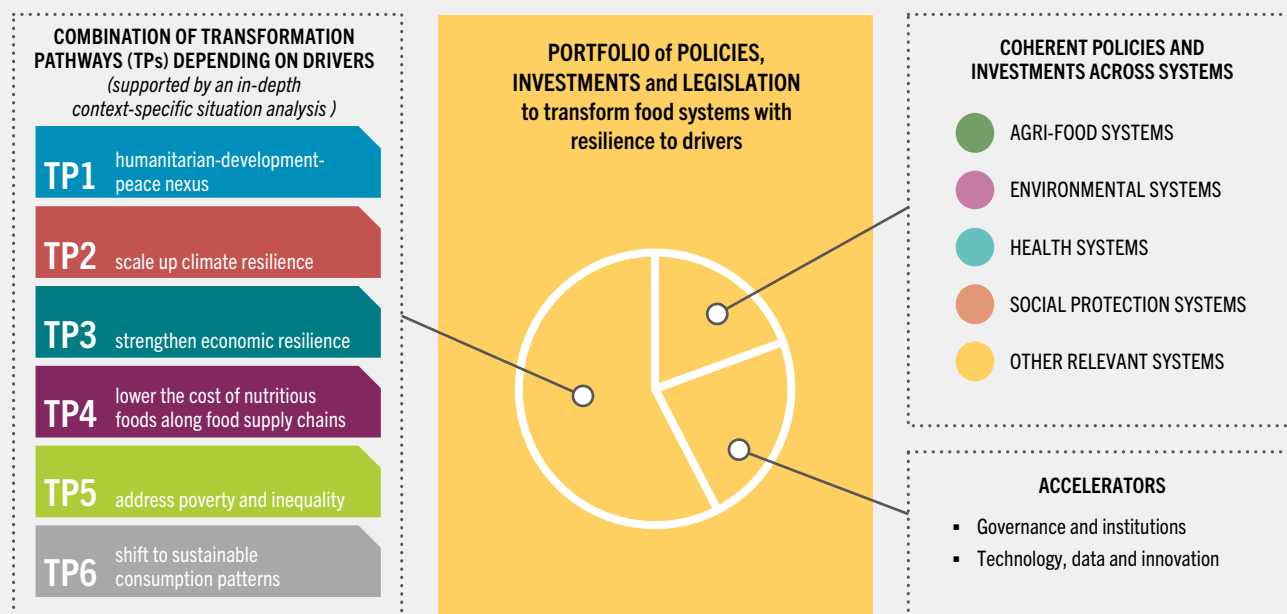 COMBINATION OF TRANSFORMATION
PATHWAYS (TPs) DEPENDING ON DRIVERS
(supported by an in-depth
context-specific situation analysis )
TP1
humanitarian-development-
peace nexus
TP2
scale up climate resilience
TP3
strengthen economic resilience
TP4
lower the cost of nutritious
foods along food supply chains
TP5
address poverty and inequality
TP6
shift to sustainable
consumption patterns
PORTFOLIO of POLICIES,
INVESTMENTS and LEGISLATION
to transform food systems with
resilience to drivers
COHERENT POLICIES AND
INVESTMENTS ACROSS SYSTEMS
AGRI-FOOD SYSTEMS
ENVIRONMENTAL SYSTEMS
HEALTH SYSTEMS
SOCIAL PROTECTION SYSTEMS
OTHER RELEVANT SYSTEMS
ACCELERATORS
▪ Governance and institutions
▪ Technology, data and innovation